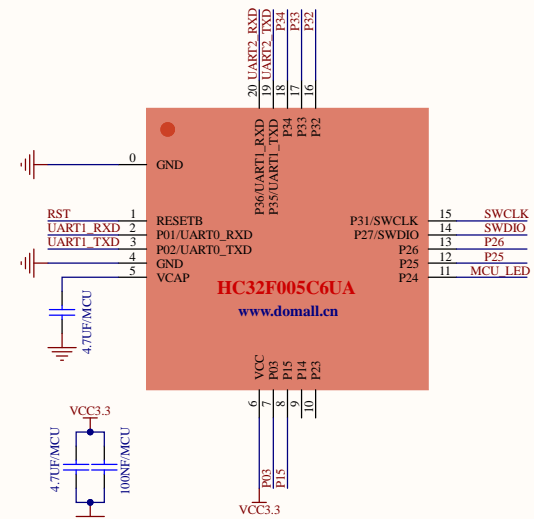 UART2_RXD
UART2_TXD
P34
P33
P32
20
19
18
17
16
P36/UART1_RXD
P35/UART1_TXD
P34
P33
P32
0
GND
RST
1
RESETB
UART1_RXD
2
P01/UART0_RXD
UART1_TXD
3
P02/UART0_TXD
4
GND
5
VCAP
P31/SWCLK
15
SWCLK
P27/SWDIO
14
SWDIO
P26
13
P26
P25
12
P25
P24
11
MCU_LED
HC32F005C6UA
www.domall.cn
4.7UF/MCU
VCC
P03
P15
P14
P23
6
7
8
9
10
P03
P15
VCC3.3
VCC3.3
4.7UF/MCU
100NF/MCU